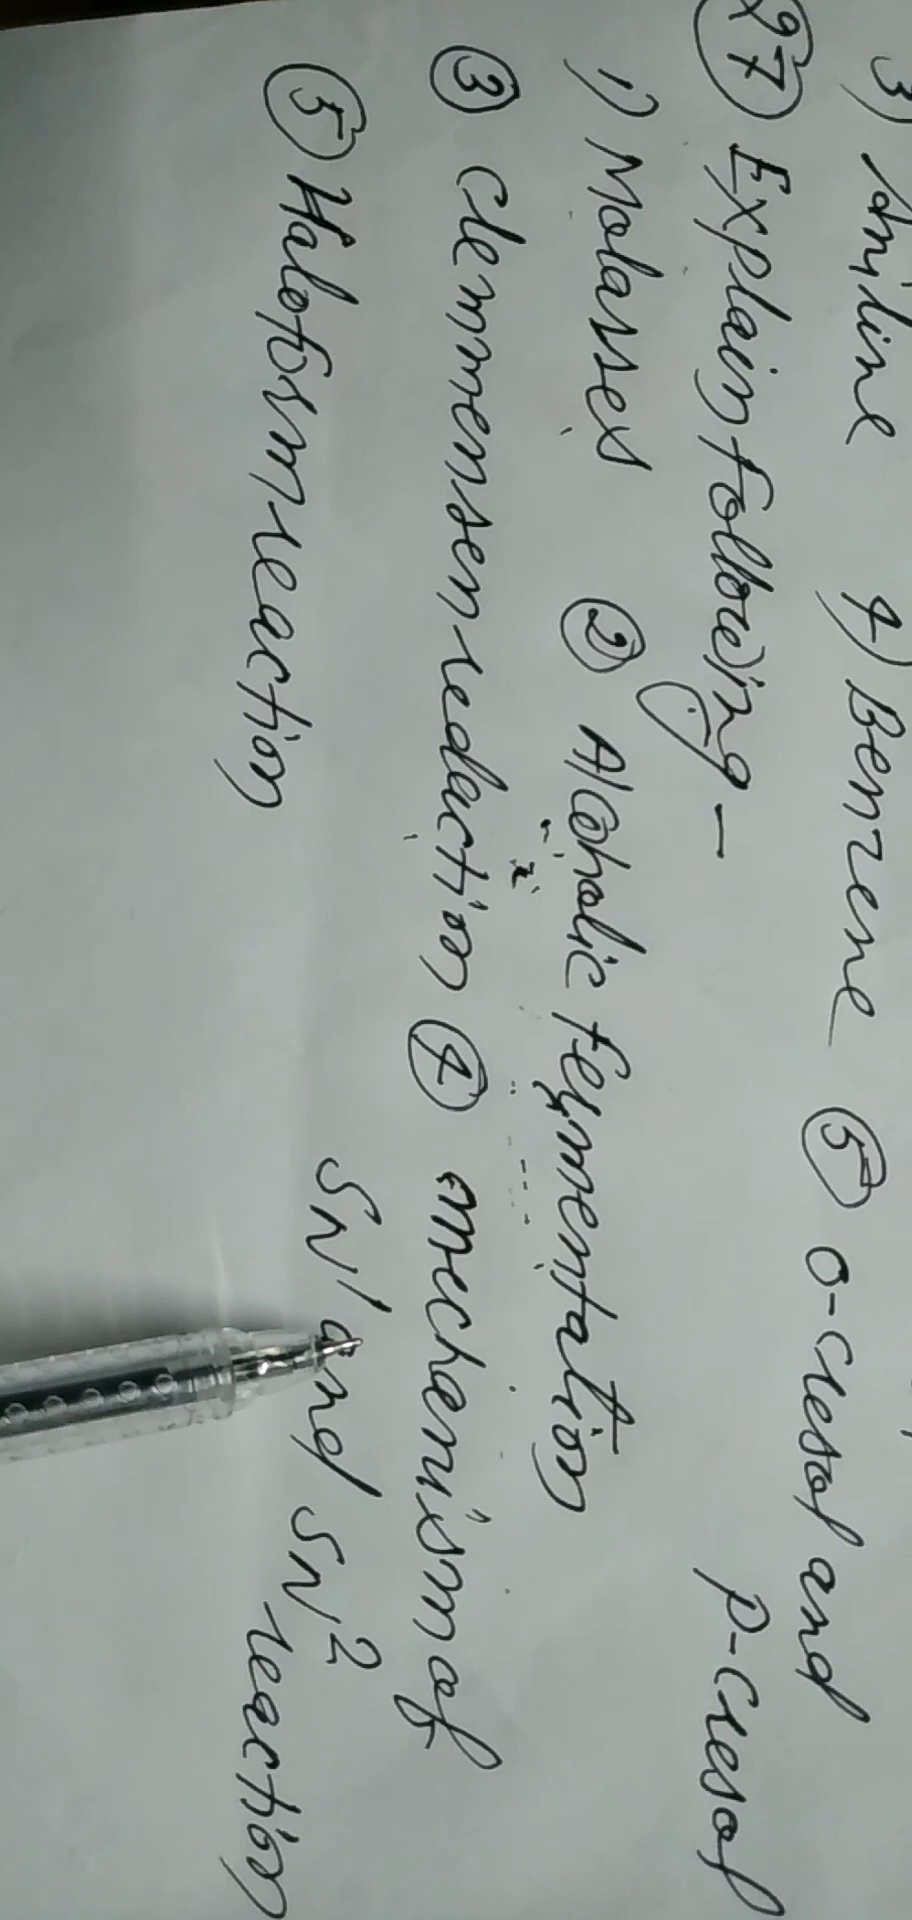 3) Aniline 4) Benzene ⑤ O-cresol and
p-cresol
27 Explain following -
1) Molasses ② Alcoholic fermentation
③ Clemmensen reduction ④ mechenism of
SN1 and SN2
reaction
⑤ Haloform reaction